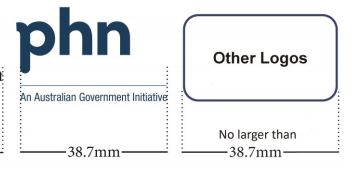 phn
An Australian Government Initiative
38.7mm
Other Logos
No larger than
38.7mm